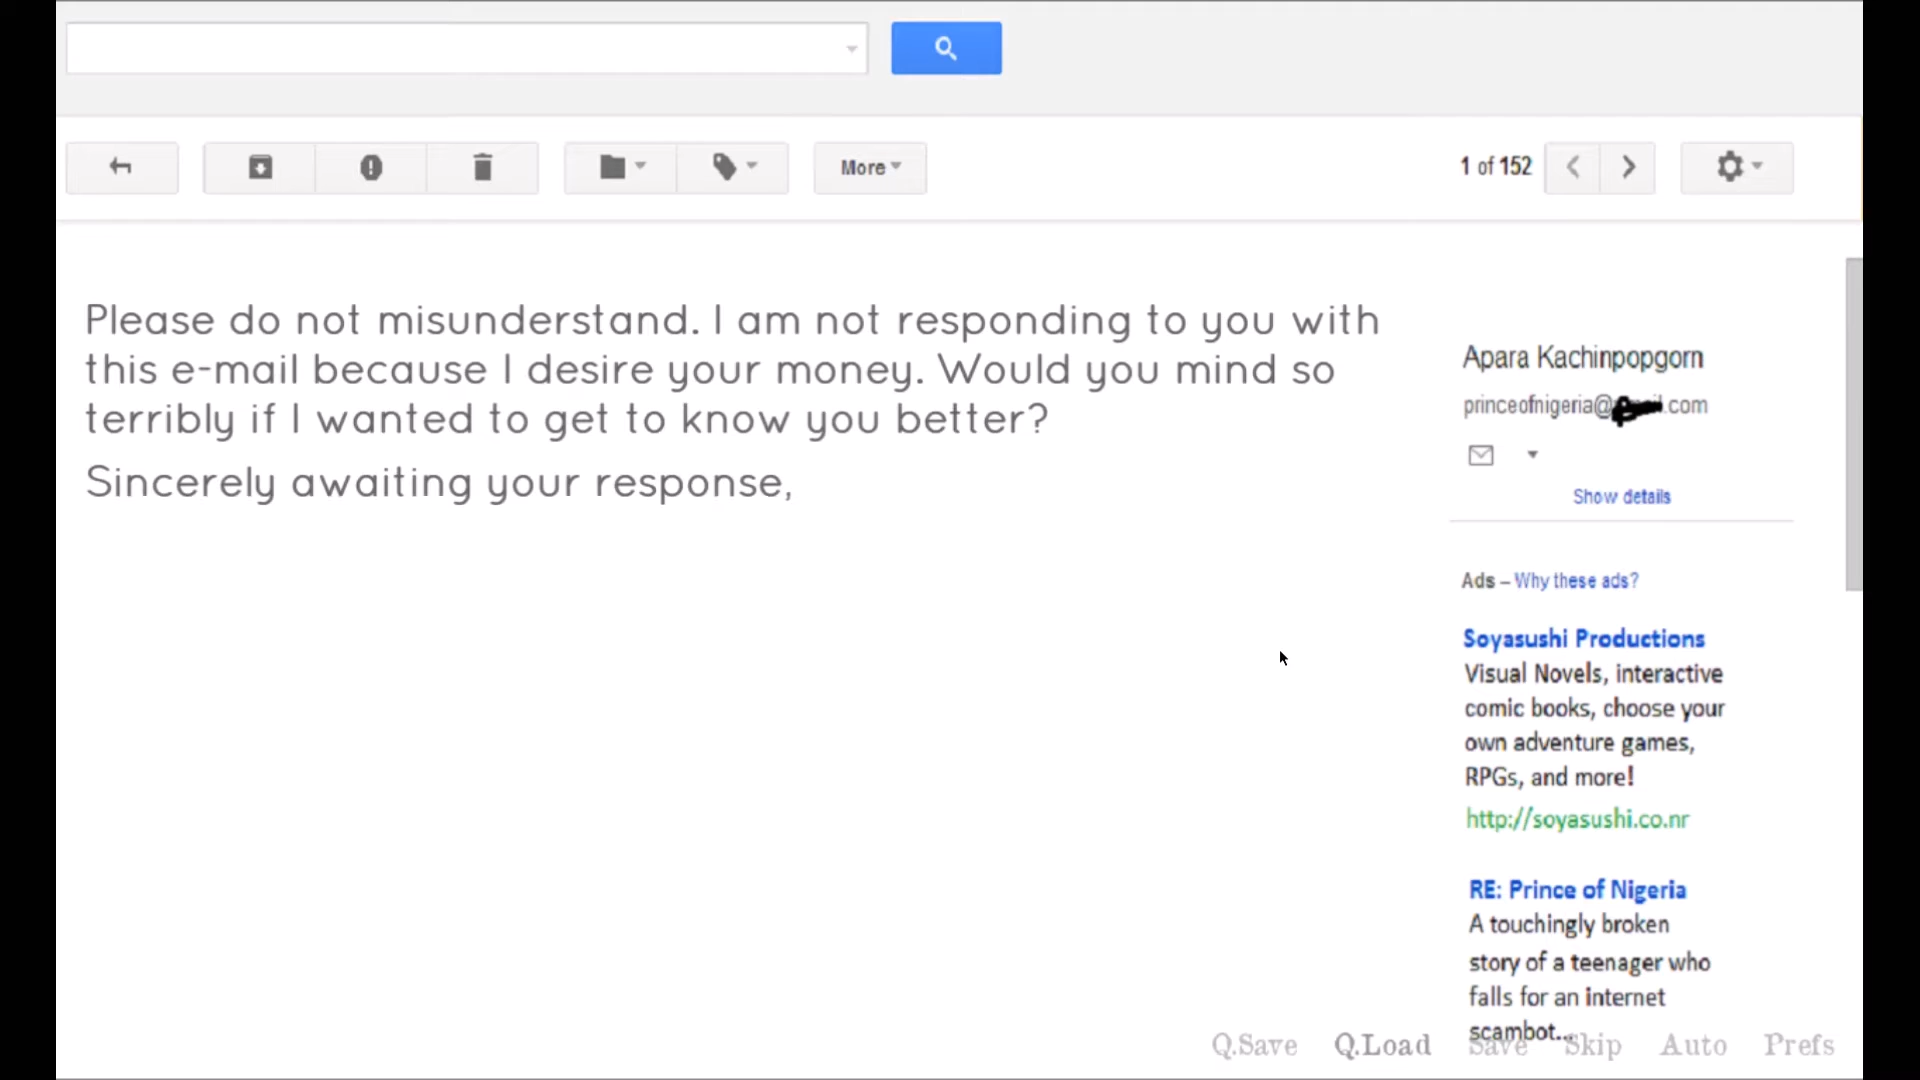 More
1 of 152
Please do not misunderstand. I am not responding to you with
this e-mail because I desire your money. Would you mind so
terribly if I wanted to get to know you better?
Sincerely awaiting your response,
Apara Kachinpopgorn
princeofnigeria@ .com
Show details
Ads – Why these ads?
Soyasushi Productions
Visual Novels, interactive
comic books, choose your
own adventure games,
RPGs, and more!
http://soyasushi.co.nr
RE: Prince of Nigeria
A touchingly broken
story of a teenager who
falls for an internet
scambot...
Q.Save Q.Load Save Skip Auto Prefs